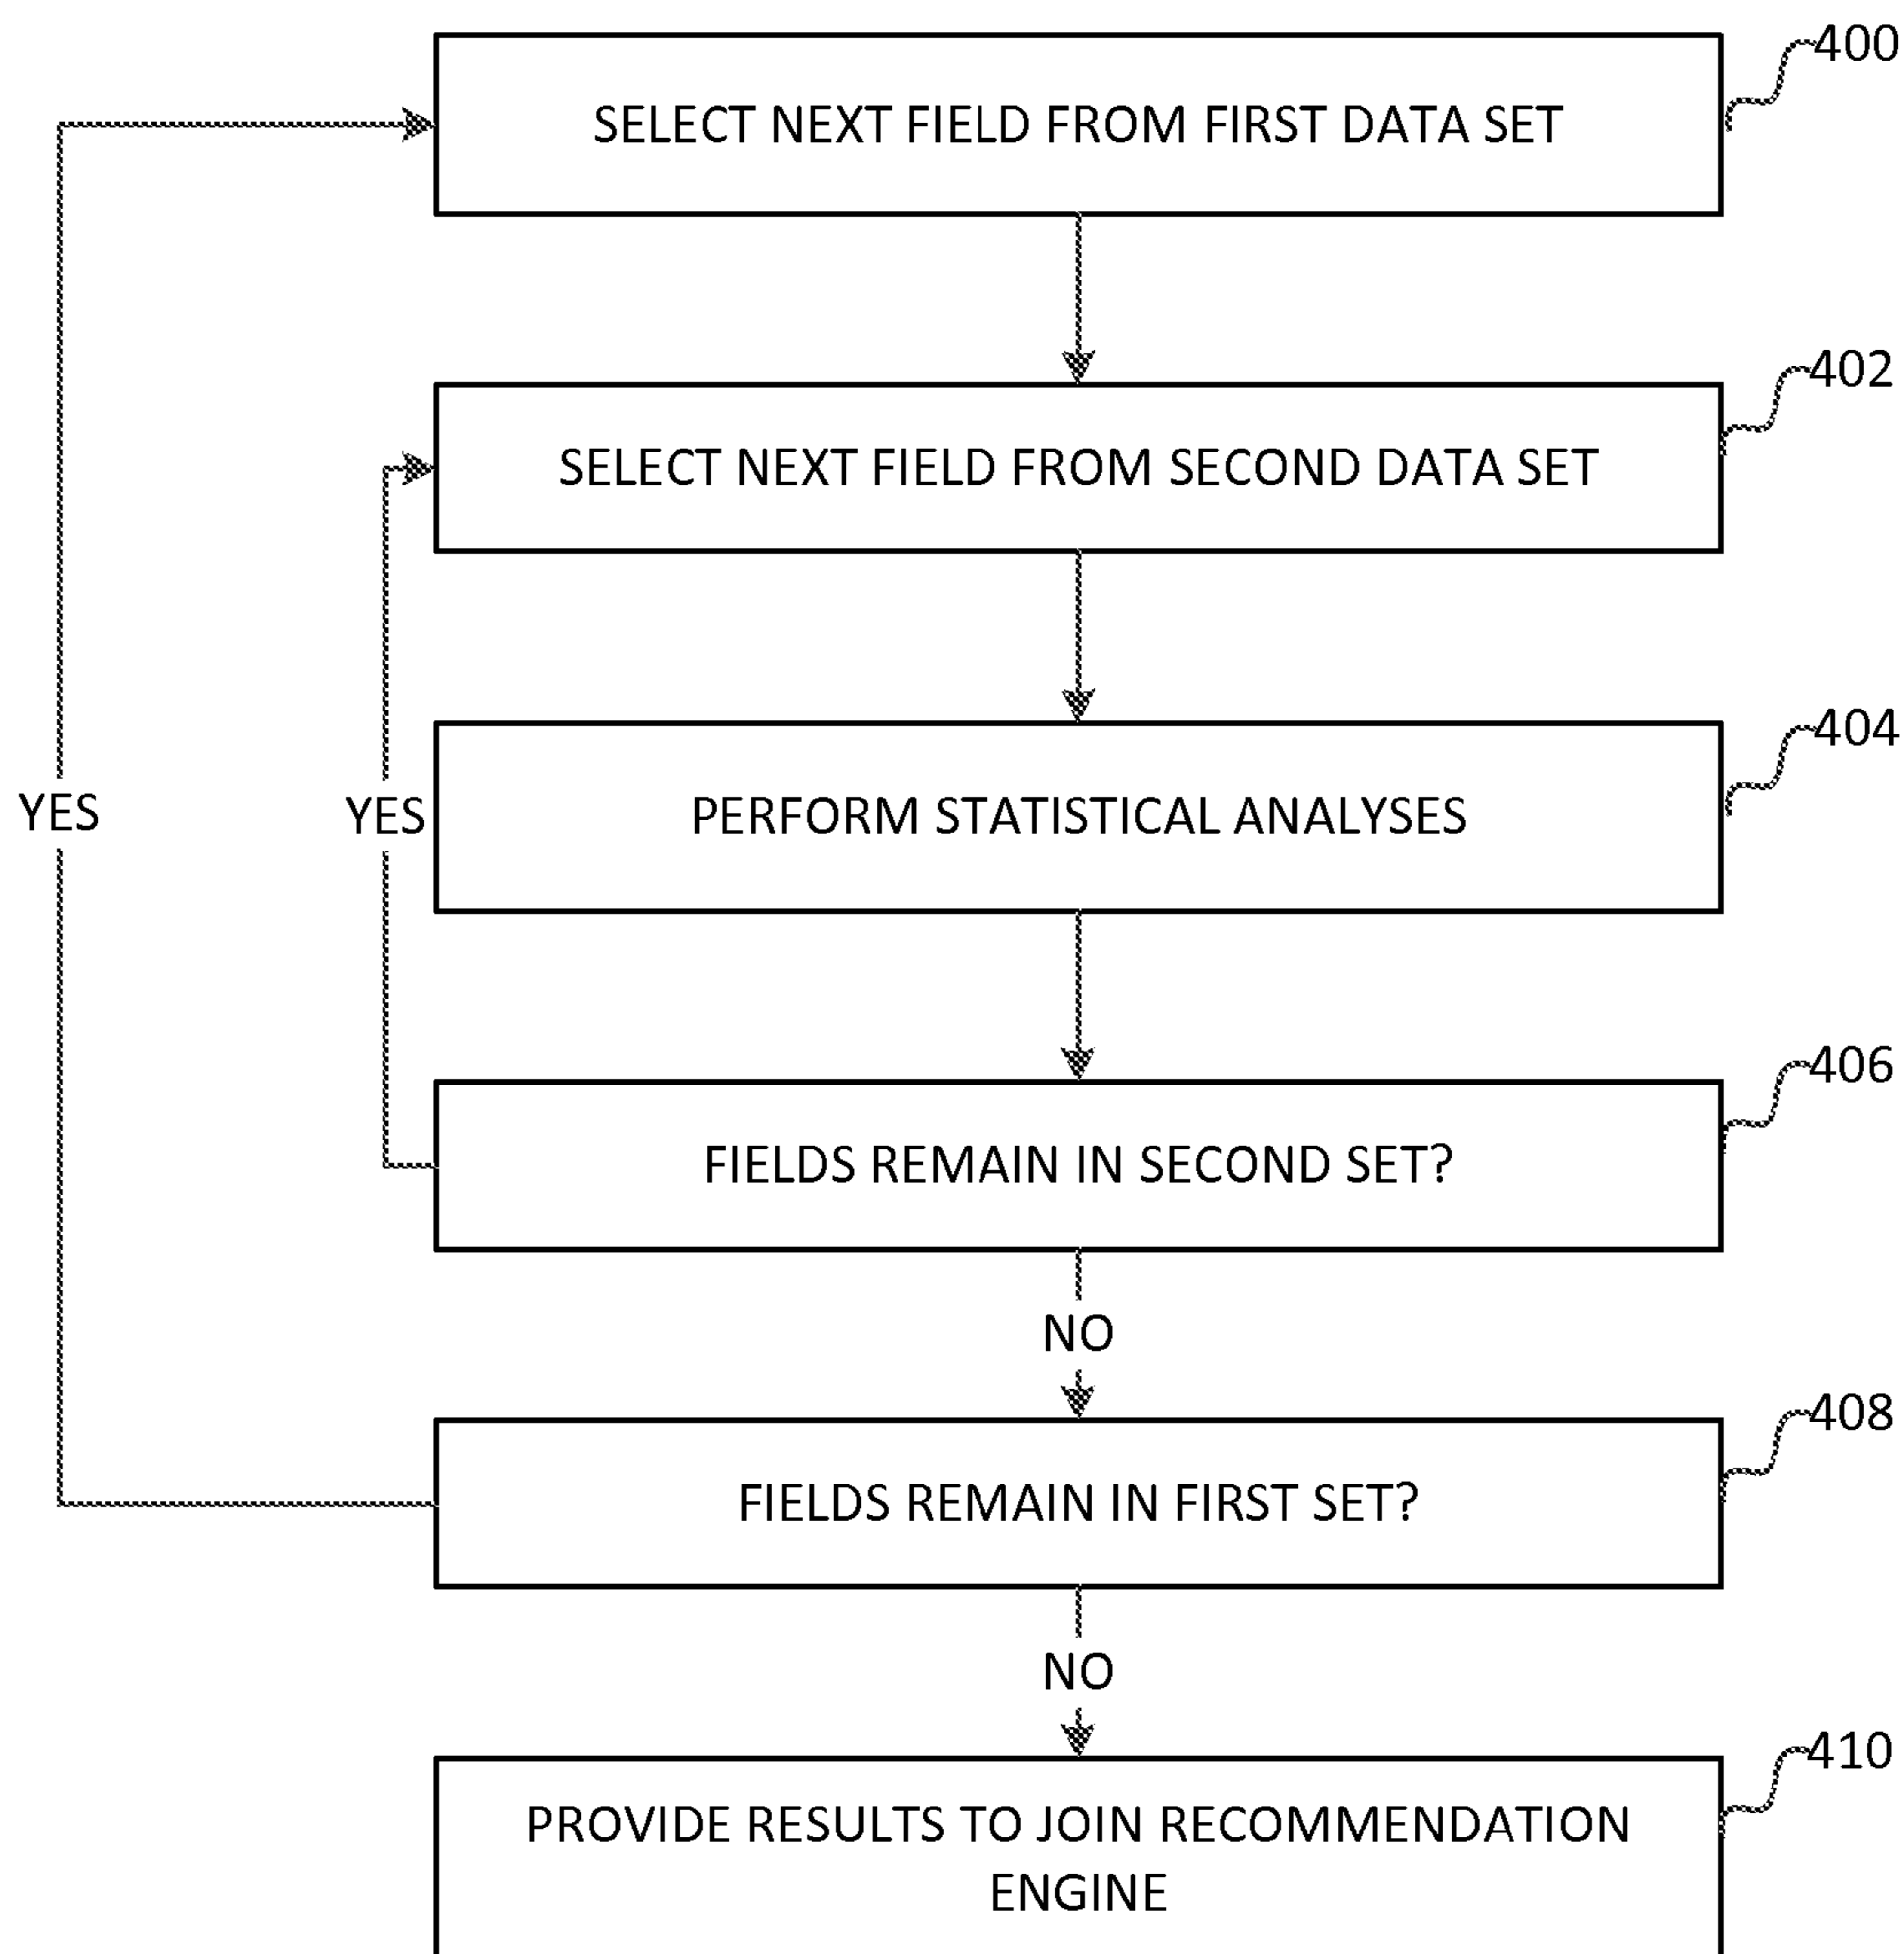 400
SELECT NEXT FIELD FROM FIRST DATA SET
402
SELECT NEXT FIELD FROM SECOND DATA SET
404
PERFORM STATISTICAL ANALYSES
YES
YES
406
FIELDS REMAIN IN SECOND SET?
NO
408
FIELDS REMAIN IN FIRST SET?
NO
410
PROVIDE RESULTS TO JOIN RECOMMENDATION
ENGINE